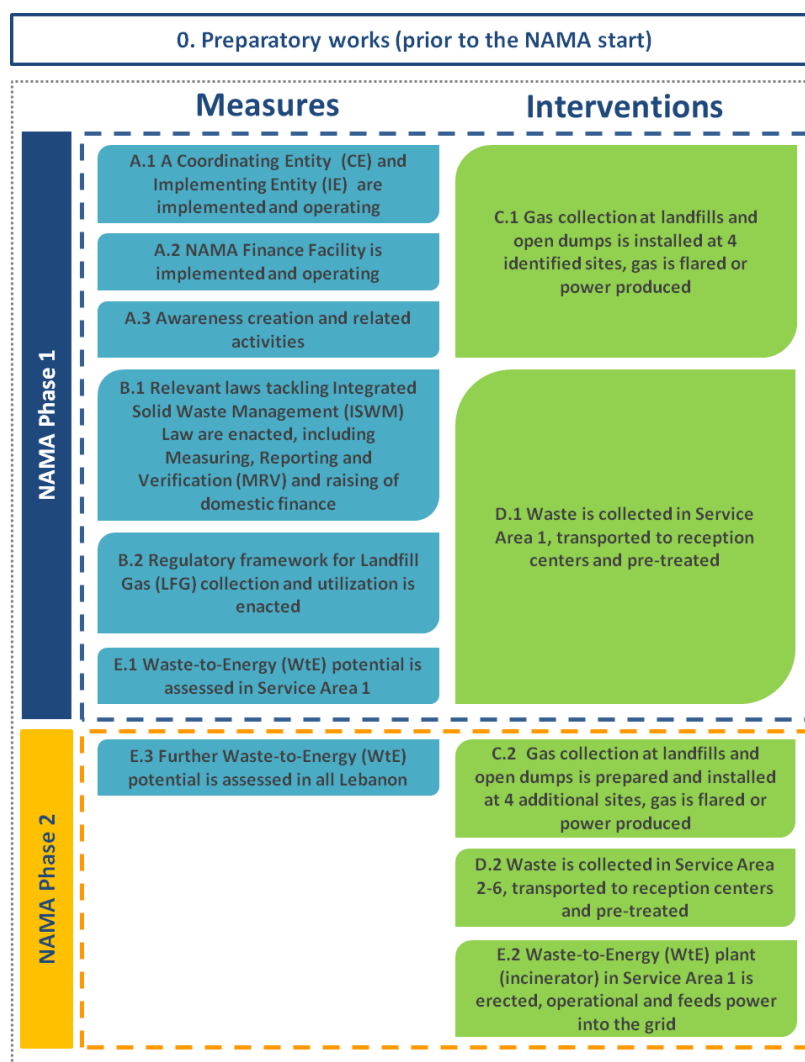 0. Preparatory works (prior to the NAMA start)
Measures
Interventions
NAMA Phase 1
A.1 A Coordinating Entity (CE) and
Implementing Entity (IE) are
implemented and operating
A.2 NAMA Finance Facility is
implemented and operating
A.3 Awareness creation and related
activities
B.1 Relevant laws tackling Integrated
Solid Waste Management (ISWM)
Law are enacted, including
Measuring, Reporting and
Verification (MRV) and raising of
domestic finance
B.2 Regulatory framework for Landfill
Gas (LFG) collection and utilization is
enacted
E.1 Waste-to-Energy (WtE) potential is
assessed in Service Area 1
C.1 Gas collection at landfills and
open dumps is installed at 4
identified sites, gas is flared or
power produced
D.1 Waste is collected in Service
Area 1, transported to reception
centers and pre-treated
NAMA Phase 2
E.3 Further Waste-to-Energy (WtE)
potential is assessed in all Lebanon
C.2 Gas collection at landfills and
open dumps is prepared and installed
at 4 additional sites, gas is flared or
power produced
D.2 Waste is collected in Service Area
2-6, transported to reception centers
and pre-treated
E.2 Waste-to-Energy (WtE) plant
(incinerator) in Service Area 1 is
erected, operational and feeds power
into the grid